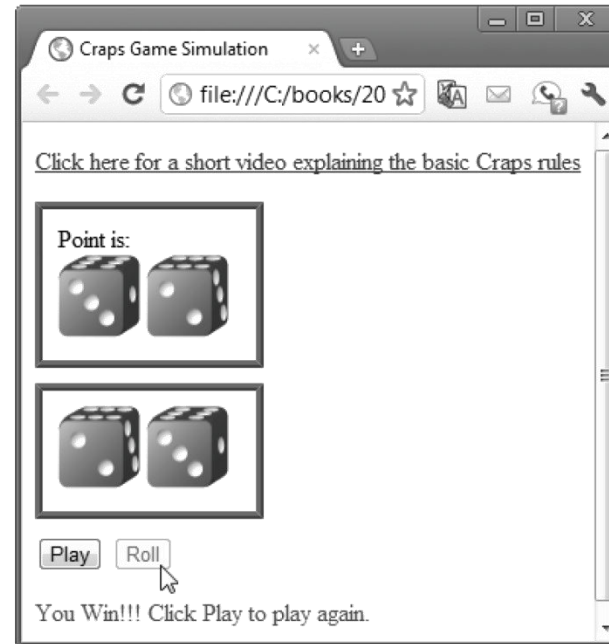 Craps Game Simulation
file:///C:/books/20
Click here for a short video explaining the basic Craps rules
Point is:
Play Roll
You Win!!! Click Play to play again.